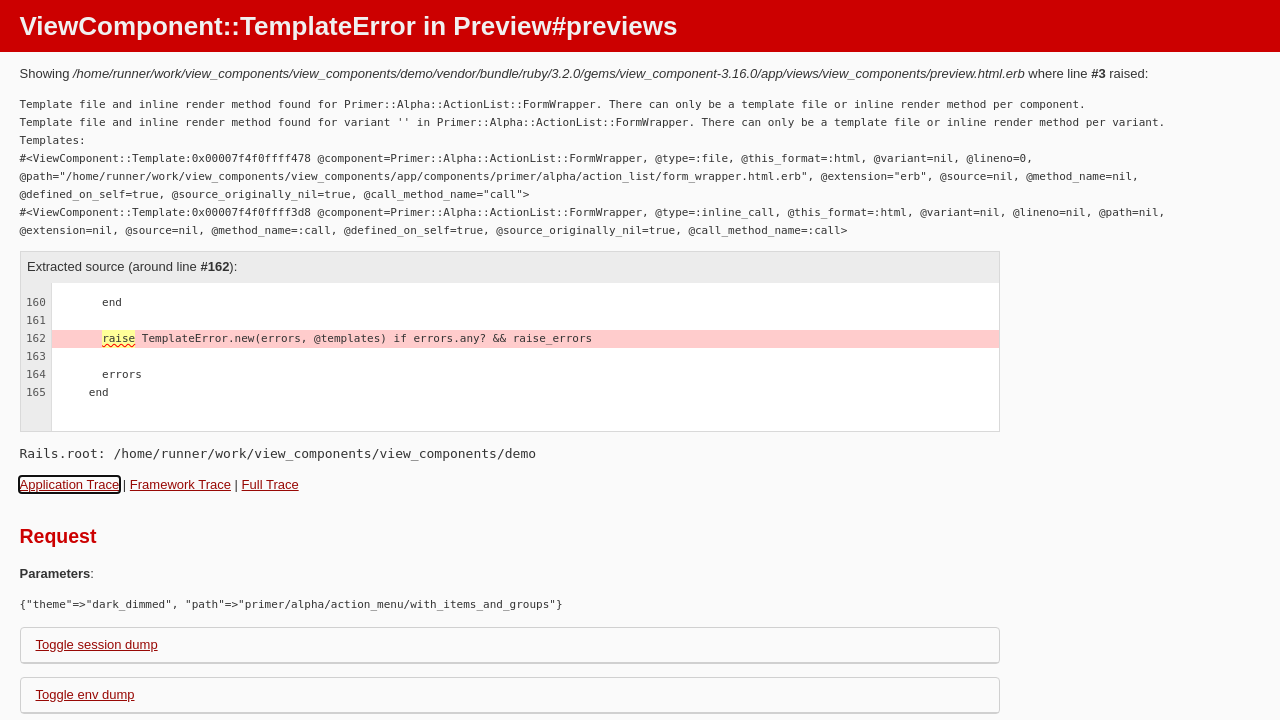 ViewComponent::TemplateError in Preview#previews
Showing /home/runner/work/view_components/view_components/demo/vendor/bundle/ruby/3.2.0/gems/view_component-3.16.0/app/views/view_components/preview.html.erb where line #3 raised:
Template file and inline render method found for Primer::Alpha::ActionList::FormWrapper. There can only be a template file or inline render method per component.
Template file and inline render method found for variant '' in Primer::Alpha::ActionList::FormWrapper. There can only be a template file or inline render method per variant.
Templates:
#<ViewComponent::Template:0x00007f4f0ffff478 @component=Primer::Alpha::ActionList::FormWrapper, @type=:file, @this_format=:html, @variant=nil, @lineno=0,
@path="/home/runner/work/view_components/view_components/app/components/primer/alpha/action_list/form_wrapper.html.erb", @extension="erb", @source=nil, @method_name=nil,
@defined_on_self=true, @source_originally_nil=true, @call_method_name="call">
#<ViewComponent::Template:0x00007f4f0ffff3d8 @component=Primer::Alpha::ActionList::FormWrapper, @type=:inline_call, @this_format=:html, @variant=nil, @lineno=nil, @path=nil,
@extension=nil, @source=nil, @method_name=:call, @defined_on_self=true, @source_originally_nil=true, @call_method_name=:call>
Extracted source (around line #162):
160 end
161
162 raise TemplateError.new(errors, @templates) if errors.any? && raise_errors
163
164 errors
165 end
Rails.root: /home/runner/work/view_components/view_components/demo
Application Trace | Framework Trace | Full Trace
Request
Parameters:
{"theme"=>"dark_dimmed", "path"=>"primer/alpha/action_menu/with_items_and_groups"}
Toggle session dump
Toggle env dump